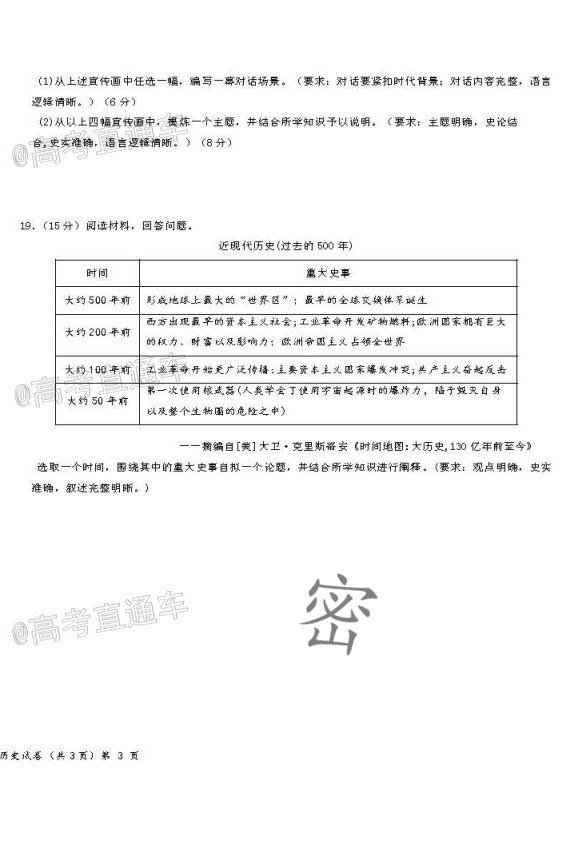 (1)从上述宣传画中任选一幅，编写一幕对话场景。（要求：对话要紧扣时代背景；对话内容完整，语言
逻辑清晰。）（6 分）
(2)从以上四幅宣传画中，提炼一个主题，并结合所学知识予以说明。（要求：主题明确，史论结
合,史实准确，语言逻辑清晰。）（8 分）
@高考直通车
19.（15 分）阅读材料，回答问题。
近现代历史(过去的 500 年)
时间 重大史事
大约 500 年前 形成地球上最大的“世界区”；最早的全球交换体系诞生
大约 200 年前 西方出现最早的资本主义社会;工业革命开发矿物燃料;欧洲国家拥有巨大
的权力、财富以及影响力；欧洲帝国主义占领全世界
大约 100 年前 工业革命开始更广泛传播:主要资本主义国家爆发冲突;共产主义奋起反击
大约 50 年前 第一次使用核武器(人类学会了使用宇宙起源时的爆炸力，陷于毁灭自身
以及整个生物圈的危险之中)
@高考直通车
——摘编自[美]大卫·克里斯蒂安《时间地图:大历史,130 亿年前至今》
选取一个时间，围绕其中的重大史事自拟一个论题，并结合所学知识进行阐释。(要求：观点明确，史实
准确，叙述完整明晰。)
密
@高考直通车
历史试卷（共 3 页）第 3 页